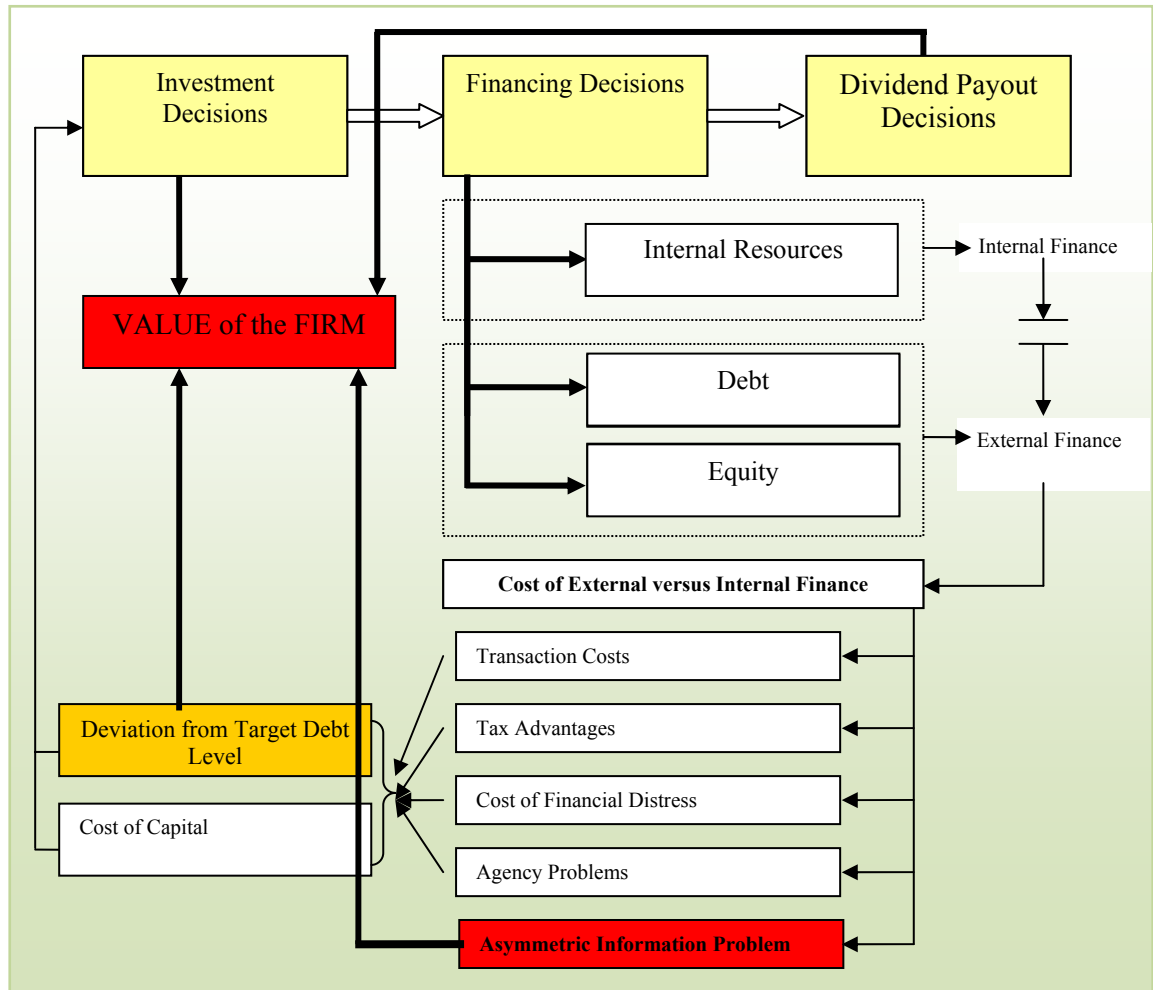 Investment
Decisions
Financing Decisions
Dividend Payout
Decisions
Internal Resources
Internal Finance
VALUE of the FIRM
Debt
External Finance
Equity
Cost of External versus Internal Finance
Transaction Costs
Deviation from Target Debt
Level
Tax Advantages
Cost of Financial Distress
Cost of Capital
Agency Problems
Asymmetric Information Problem